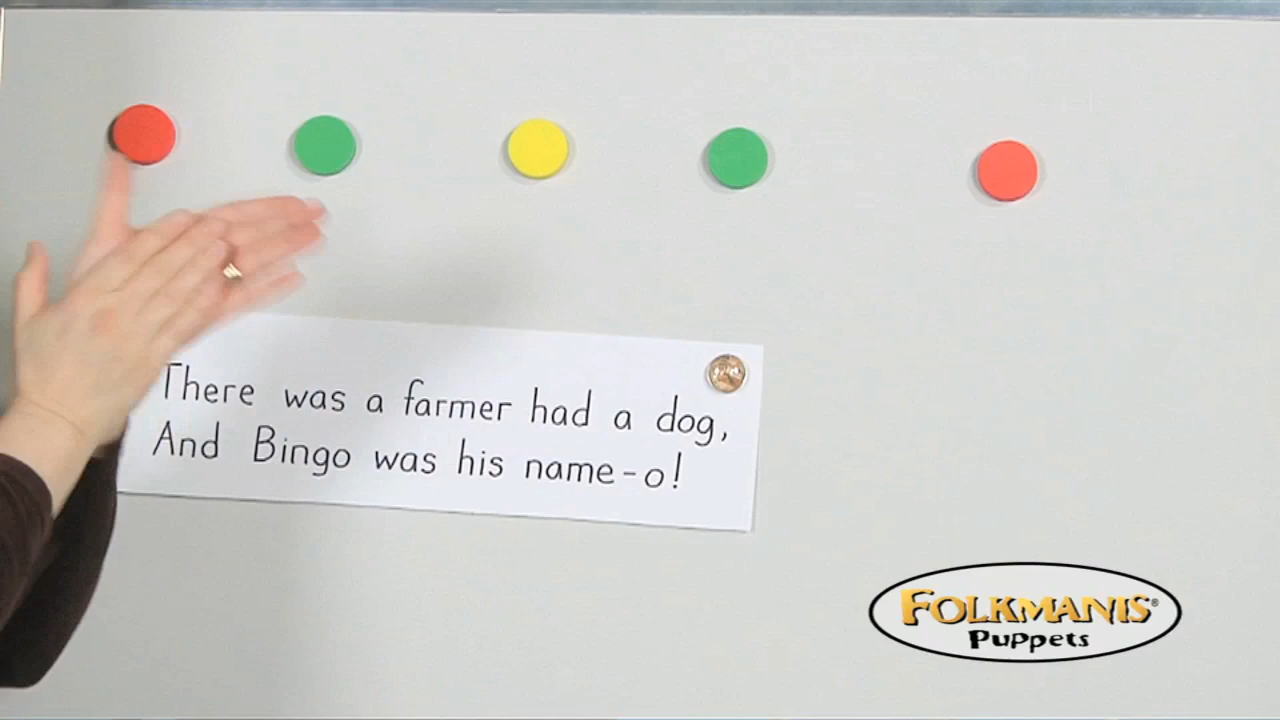 There was a farmer had a dog,
And Bingo was his name-o!
FOLKMANIS®
Puppets